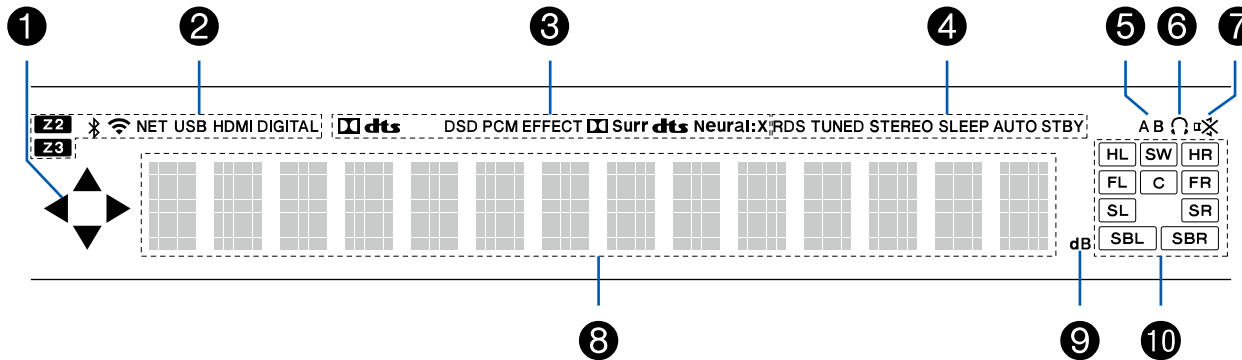 1 2 3 4 5 6 7
Z2 NET USB HDMI DIGITAL dts DSD PCM EFFECT Surr dts Neural:X RDS TUNED STEREO SLEEP AUTO STBY A B
Z3
HL SW HR
FL C FR
SL SR
dB SBL SBR
8 9 10